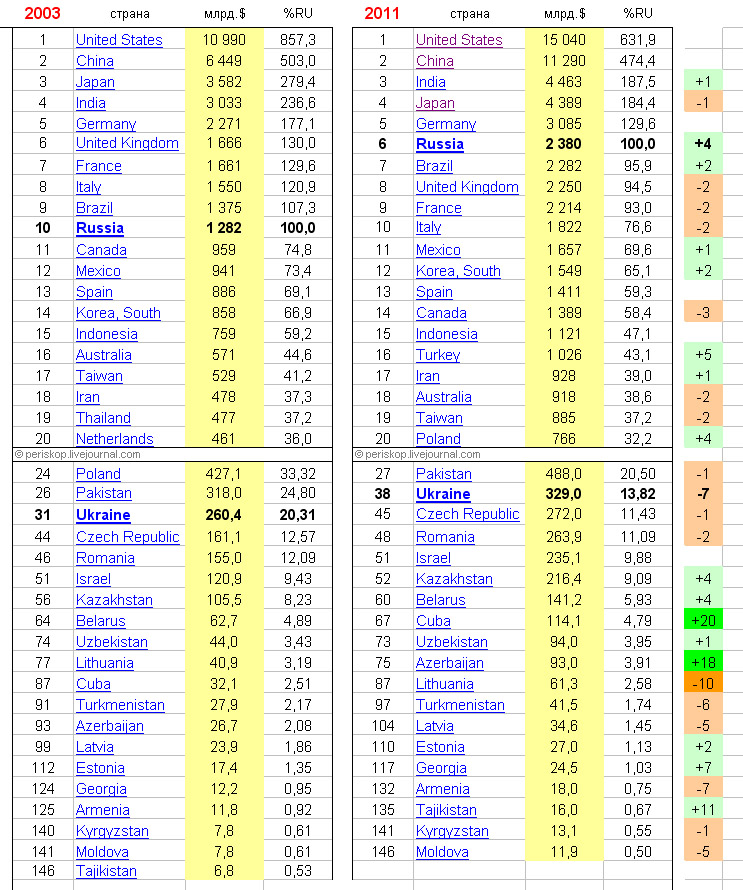 2003 страна млрд.$ %RU 2011 страна млрд.$ %RU
1 United States 10 990 857,3 1 United States 15 040 631,9
2 China 6 449 503,0 2 China 11 290 474,4
3 Japan 3 582 279,4 3 India 4 463 187,5 +1
4 India 3 033 236,6 4 Japan 4 389 184,4 -1
5 Germany 2 271 177,1 5 Germany 3 085 129,6
6 United Kingdom 1 666 130,0 6 Russia 2 380 100,0 +4
7 France 1 661 129,6 7 Brazil 2 282 95,9 +2
8 Italy 1 550 120,9 8 United Kingdom 2 250 94,5 -2
9 Brazil 1 375 107,3 9 France 2 214 93,0 -2
10 Russia 1 282 100,0 10 Italy 1 822 76,6 -2
11 Canada 959 74,8 11 Mexico 1 657 69,6 +1
12 Mexico 941 73,4 12 Korea, South 1 549 65,1 +2
13 Spain 886 69,1 13 Spain 1 411 59,3
14 Korea, South 858 66,9 14 Canada 1 389 58,4 -3
15 Indonesia 759 59,2 15 Indonesia 1 121 47,1
16 Australia 571 44,6 16 Turkey 1 026 43,1 +5
17 Taiwan 529 41,2 17 Iran 928 39,0 +1
18 Iran 478 37,3 18 Australia 918 38,6 -2
19 Thailand 477 37,2 19 Taiwan 885 37,2 -2
20 Netherlands 461 36,0 20 Poland 766 32,2 +4
© periskop.livejournal.com © periskop.livejournal.com
24 Poland 427,1 33,32 27 Pakistan 488,0 20,50 -1
26 Pakistan 318,0 24,80 38 Ukraine 329,0 13,82 -7
31 Ukraine 260,4 20,31 45 Czech Republic 272,0 11,43 -1
44 Czech Republic 161,1 12,57 48 Romania 263,9 11,09 -2
46 Romania 155,0 12,09 51 Israel 235,1 9,88
51 Israel 120,9 9,43 52 Kazakhstan 216,4 9,09 +4
56 Kazakhstan 105,5 8,23 60 Belarus 141,2 5,93 +4
64 Belarus 62,7 4,89 67 Cuba 114,1 4,79 +20
74 Uzbekistan 44,0 3,43 73 Uzbekistan 94,0 3,95 +1
77 Lithuania 40,9 3,19 75 Azerbaijan 93,0 3,91 +18
87 Cuba 32,1 2,51 87 Lithuania 61,3 2,58 -10
91 Turkmenistan 27,9 2,17 97 Turkmenistan 41,5 1,74 -6
93 Azerbaijan 26,7 2,08 104 Latvia 34,6 1,45 -5
99 Latvia 23,9 1,86 110 Estonia 27,0 1,13 +2
112 Estonia 17,4 1,35 117 Georgia 24,5 1,03 +7
124 Georgia 12,2 0,95 132 Armenia 18,0 0,75 -7
125 Armenia 11,8 0,92 135 Tajikistan 16,0 0,67 +11
140 Kyrgyzstan 7,8 0,61 141 Kyrgyzstan 13,1 0,55 -1
141 Moldova 7,8 0,61 146 Moldova 11,9 0,50 -5
146 Tajikistan 6,8 0,53